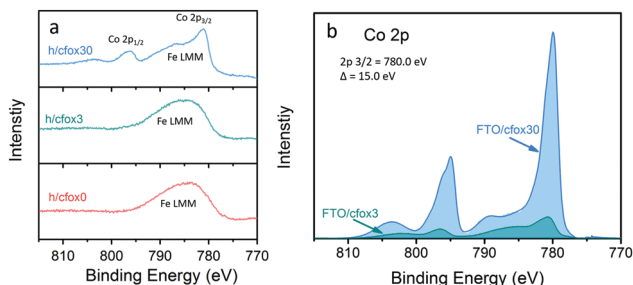 a
Co 2p3/2
Co 2p1/2
h/cfox30
Fe LMM
h/cfox3
Fe LMM
h/cfox0
Fe LMM
Intenstiy
810 800 790 780 770
Binding Energy (eV)
b
Co 2p
2p 3/2 = 780.0 eV
Δ = 15.0 eV
FTO/cfox30
FTO/cfox3
Intenstiy
810 800 790 780 770
Binding Energy (eV)